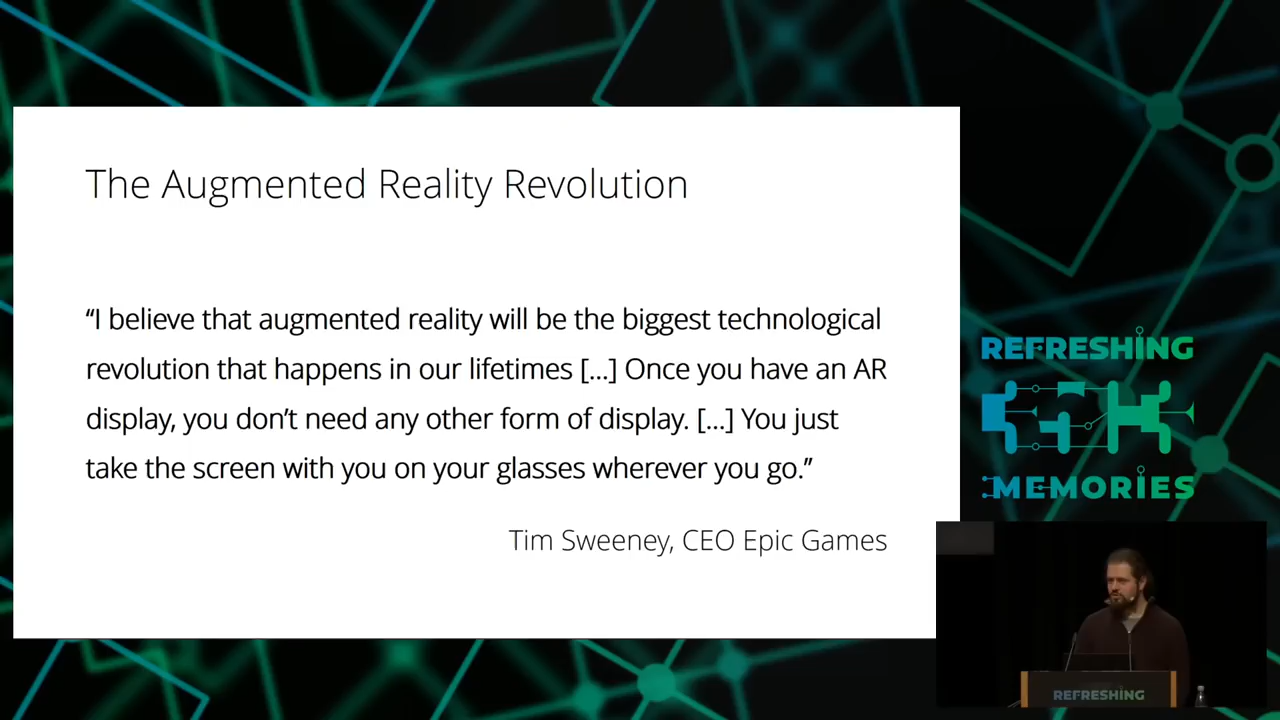 The Augmented Reality Revolution
“I believe that augmented reality will be the biggest technological
revolution that happens in our lifetimes [...] Once you have an AR
display, you don’t need any other form of display. [...] You just
take the screen with you on your glasses wherever you go.”
Tim Sweeney, CEO Epic Games
REFRESHING
MEMORIES
REFRESHING